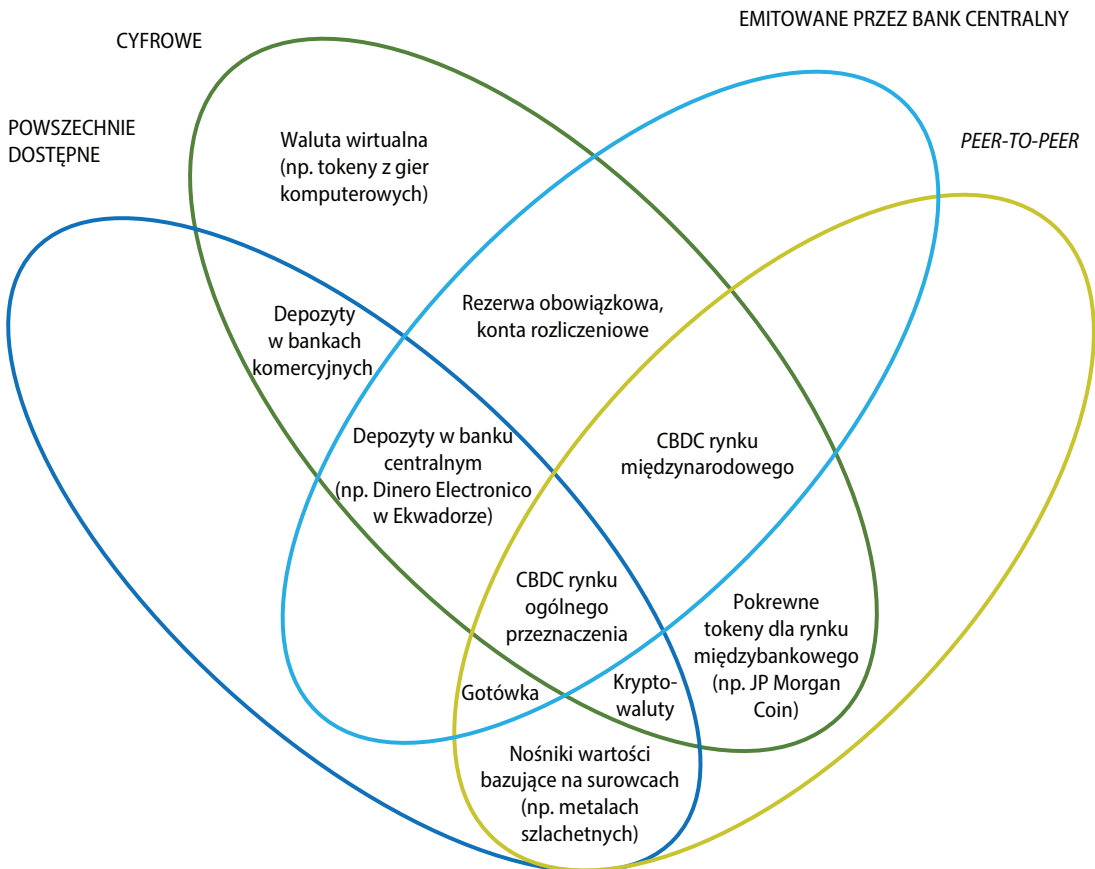 EMITOWANE PRZEZ BANK CENTRALNY
CYFROWE
POWSZECHNIE
DOSTĘPNE
PEER-TO-PEER
Waluta wirtualna
(np. tokeny z gier
komputerowych)
Depozyty
w bankach
komercyjnych
Rezerwa obowiązkowa,
konta rozliczeniowe
Depozyty w banku
centralnym
(np. Dinero Electronico
w Ekwadorze)
CBDC rynku
międzynarodowego
CBDC rynku
ogólnego
przeznaczenia
Pokrewne
tokeny dla rynku
międzybankowego
(np. JP Morgan
Coin)
Gotówka
Krypto-
waluty
Nośniki wartości
bazujące na surowcach
(np. metalach
szlachetnych)